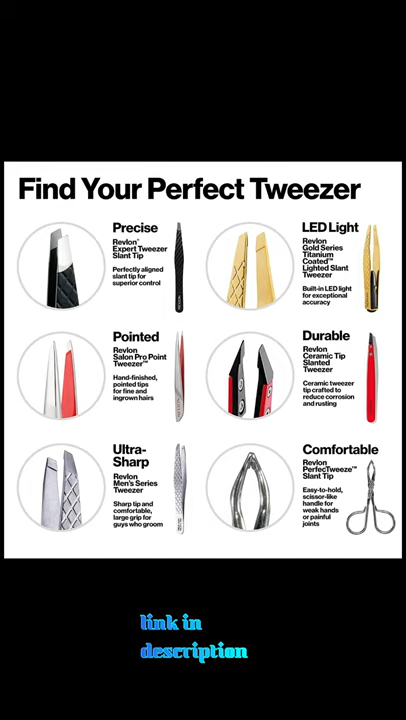 Find Your Perfect Tweezer
Precise
Revlon®
Expert Tweezer
Slant Tip
Perfectly aligned
slant tip for
superior control
LED Light
Revlon
Gold Series
Titanium
Coated™
Lighted Slant
Tweezer
Built-in LED light
for exceptional
accuracy
Pointed
Revlon
Salon Pro Point
Tweezer™
Hand-finished,
pointed tips
for fine and
ingrown hairs
Durable
Revlon
Ceramic Tip
Slanted
Tweezer
Ceramic tweezer
tip crafted to
reduce corrosion
and rusting
Ultra-
Sharp
Revlon
Men's Series
Tweezer
Sharp tip and
comfortable,
large grip for
guys who groom
Comfortable
Revlon
PerfecTweeze™
Slant Tip
Easy-to-hold,
scissor-like
handle for
weak hands
or painful
joints
link in
description